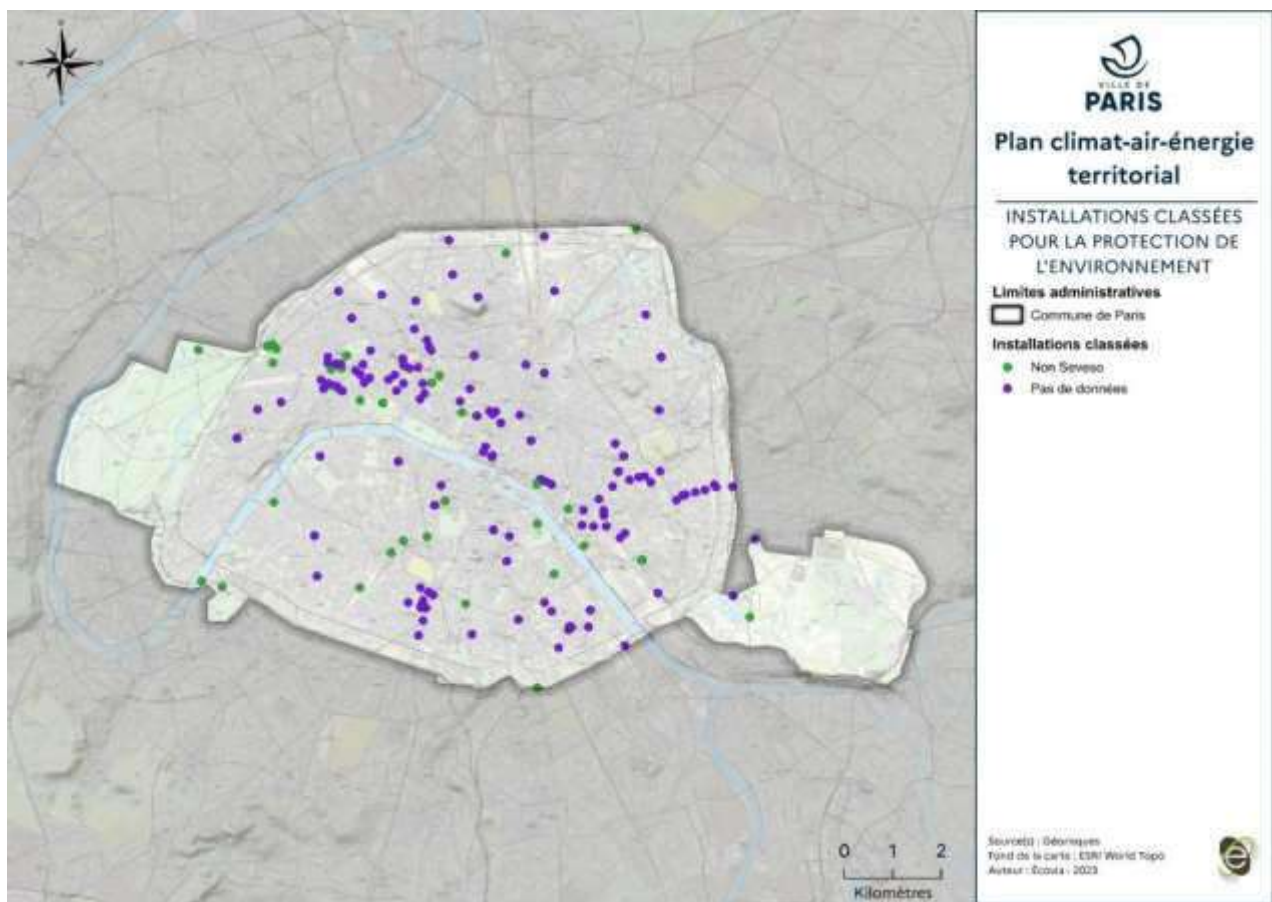 VILLE DE
PARIS
Plan climat-air-énergie
territorial
INSTALLATIONS CLASSÉES
POUR LA PROTECTION DE
L'ENVIRONNEMENT
Limites administratives
Commune de Paris
Installations classées
Non Seveso
Pas de données
Source(s) : Géorisques
Fond de la carte : ESRI World Topo
Auteur : Écovia - 2023
0 1 2
Kilomètres